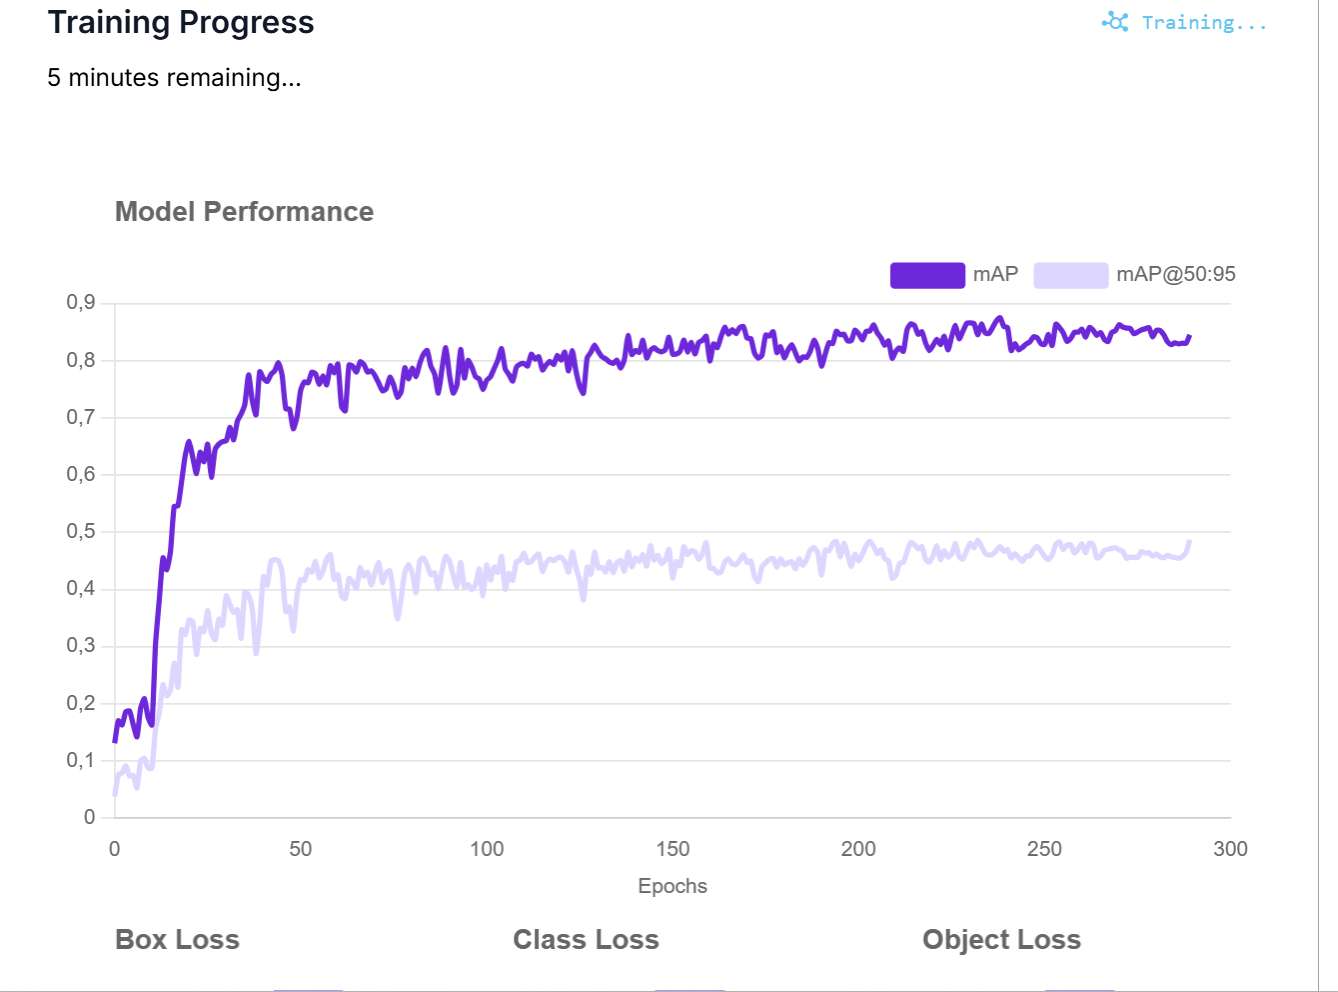 Training Progress
Training...
5 minutes remaining...
Model Performance
mAP
mAP@50:95
0,9
0,8
0,7
0,6
0,5
0,4
0,3
0,2
0,1
0
0 50 100 150 200 250 300
Epochs
Box Loss
Class Loss
Object Loss